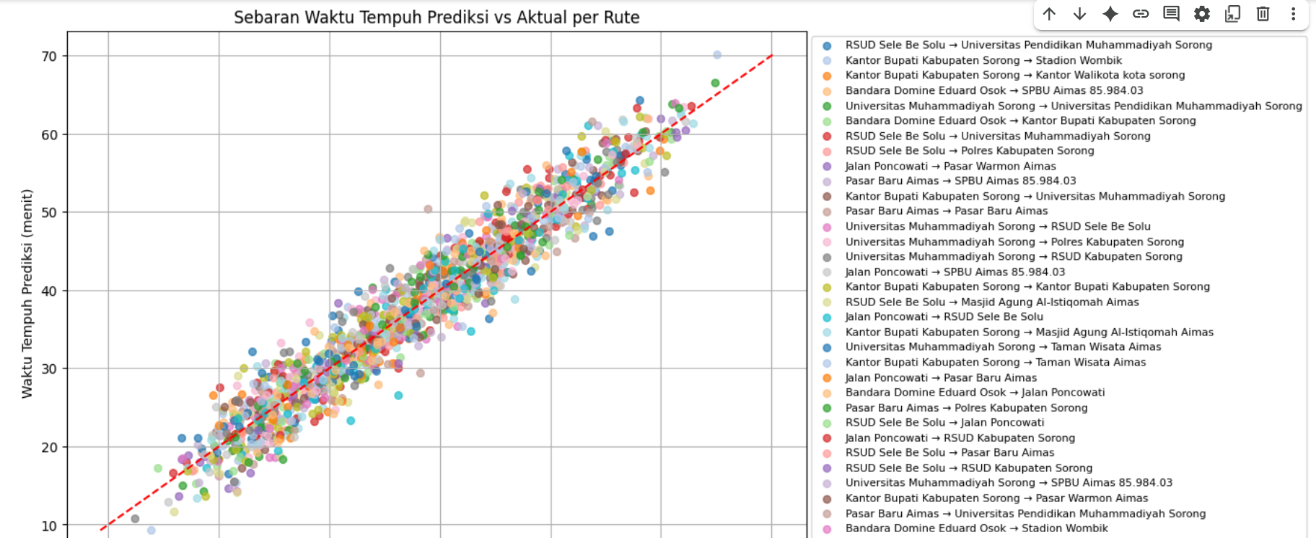 Sebaran Waktu Tempuh Prediksi vs Aktual per Rute
Waktu Tempuh Prediksi (menit)
70
60
50
40
30
20
10
RSUD Sele Be Solu → Universitas Pendidikan Muhammadiyah Sorong
Kantor Bupati Kabupaten Sorong → Stadion Wombik
Kantor Bupati Kabupaten Sorong → Kantor Walikota kota sorong
Bandara Domine Eduard Osok → SPBU Aimas 85.984.03
Universitas Muhammadiyah Sorong → Universitas Pendidikan Muhammadiyah Sorong
Bandara Domine Eduard Osok → Kantor Bupati Kabupaten Sorong
RSUD Sele Be Solu → Universitas Muhammadiyah Sorong
RSUD Sele Be Solu → Polres Kabupaten Sorong
Jalan Poncowati → Pasar Warmon Aimas
Pasar Baru Aimas → SPBU Aimas 85.984.03
Kantor Bupati Kabupaten Sorong → Universitas Muhammadiyah Sorong
Pasar Baru Aimas → Pasar Baru Aimas
Universitas Muhammadiyah Sorong → RSUD Sele Be Solu
Universitas Muhammadiyah Sorong → Polres Kabupaten Sorong
Universitas Muhammadiyah Sorong → RSUD Kabupaten Sorong
Jalan Poncowati → SPBU Aimas 85.984.03
Kantor Bupati Kabupaten Sorong → Kantor Bupati Kabupaten Sorong
RSUD Sele Be Solu → Masjid Agung Al-Istiqomah Aimas
Jalan Poncowati → RSUD Sele Be Solu
Kantor Bupati Kabupaten Sorong → Masjid Agung Al-Istiqomah Aimas
Universitas Muhammadiyah Sorong → Taman Wisata Aimas
Kantor Bupati Kabupaten Sorong → Taman Wisata Aimas
Jalan Poncowati → Pasar Baru Aimas
Bandara Domine Eduard Osok → Jalan Poncowati
Pasar Baru Aimas → Polres Kabupaten Sorong
RSUD Sele Be Solu → Jalan Poncowati
Jalan Poncowati → RSUD Kabupaten Sorong
RSUD Sele Be Solu → Pasar Baru Aimas
RSUD Sele Be Solu → RSUD Kabupaten Sorong
Universitas Muhammadiyah Sorong → SPBU Aimas 85.984.03
Kantor Bupati Kabupaten Sorong → Pasar Warmon Aimas
Pasar Baru Aimas → Universitas Pendidikan Muhammadiyah Sorong
Bandara Domine Eduard Osok → Stadion Wombik